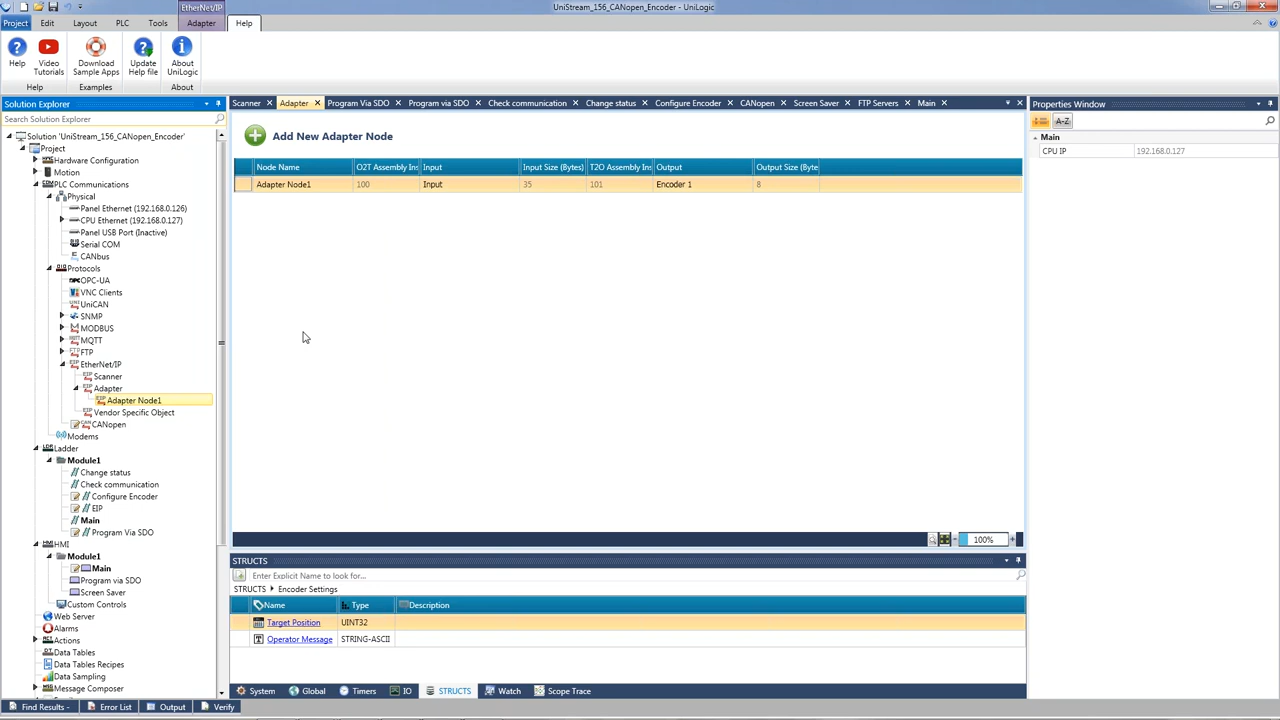 EtherNet/IP
UniStream_156_CANopen_Encoder - UniLogic
Project
Edit
Layout
PLC
Tools
Adapter
Help
Help
Video Tutorials
Download Sample Apps
Update Help file
About UniLogic
Help
Examples
About
Solution Explorer
Search Solution Explorer
Solution 'UniStream_156_CANopen_Encoder'
Project
Hardware Configuration
Motion
PLC Communications
Physical
Panel Ethernet (192.168.0.126)
CPU Ethernet (192.168.0.127)
Panel USB Port (Inactive)
Serial COM
CANbus
Protocols
OPC-UA
VNC Clients
UniCAN
SNMP
MODBUS
MQTT
FTP
EtherNet/IP
Scanner
Adapter
Adapter Node1
Vendor Specific Object
CANopen
Modems
Ladder
Module1
Change status
Check communication
Configure Encoder
EIP
Main
Program Via SDO
HMI
Module1
Main
Program via SDO
Screen Saver
Custom Controls
Web Server
Alarms
Actions
Data Tables
Data Tables Recipes
Data Sampling
Message Composer
Scanner
Adapter
Program Via SDO
Program via SDO
Check communication
Change status
Configure Encoder
CANopen
Screen Saver
FTP Servers
Main
Add New Adapter Node
Node Name O2T Assembly Ins Input Input Size (Bytes) T2O Assembly Ins Output Output Size (Byte
Adapter Node1 100 Input 35 101 Encoder 1 8
100%
STRUCTS
Enter Explicit Name to look for...
STRUCTS Encoder Settings
Name Type Description
Target Position UINT32
Operator Message STRING-ASCII
System Global Timers IO STRUCTS Watch Scope Trace
Properties Window
A-Z
Main
CPU IP 192.168.0.127
Find Results - Error List Output Verify